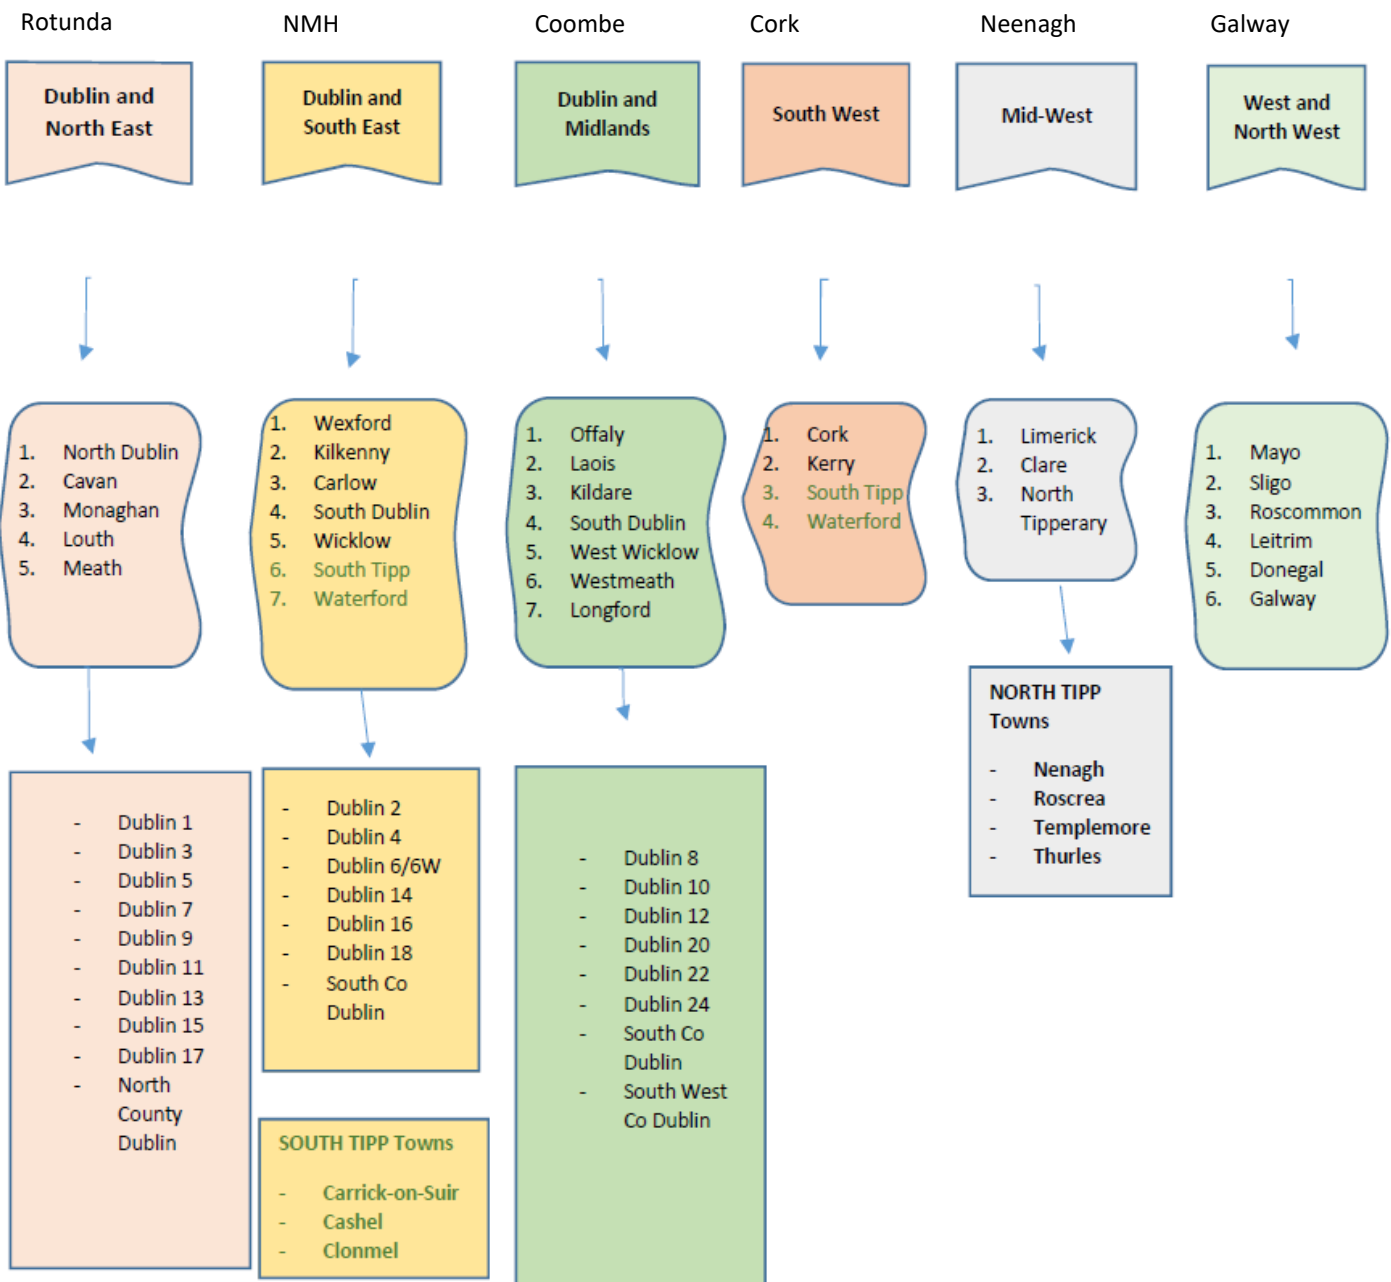 Rotunda
NMH
Coombe
Cork
Neenagh
Galway
Dublin and
North East
Dublin and
South East
Dublin and
Midlands
South West
Mid-West
West and
North West
1. North Dublin
2. Cavan
3. Monaghan
4. Louth
5. Meath
1. Wexford
2. Kilkenny
3. Carlow
4. South Dublin
5. Wicklow
6. South Tipp
7. Waterford
1. Offaly
2. Laois
3. Kildare
4. South Dublin
5. West Wicklow
6. Westmeath
7. Longford
1. Cork
2. Kerry
3. South Tipp
4. Waterford
1. Limerick
2. Clare
3. North
Tipperary
1. Mayo
2. Sligo
3. Roscommon
4. Leitrim
5. Donegal
6. Galway
- Dublin 1
- Dublin 3
- Dublin 5
- Dublin 7
- Dublin 9
- Dublin 11
- Dublin 13
- Dublin 15
- Dublin 17
- North
County
Dublin
- Dublin 2
- Dublin 4
- Dublin 6/6W
- Dublin 14
- Dublin 16
- Dublin 18
- South Co
Dublin
SOUTH TIPP Towns
- Carrick-on-Suir
- Cashel
- Clonmel
- Dublin 8
- Dublin 10
- Dublin 12
- Dublin 20
- Dublin 22
- Dublin 24
- South Co
Dublin
- South West
Co Dublin
NORTH TIPP
Towns
- Nenagh
- Roscrea
- Templemore
- Thurles